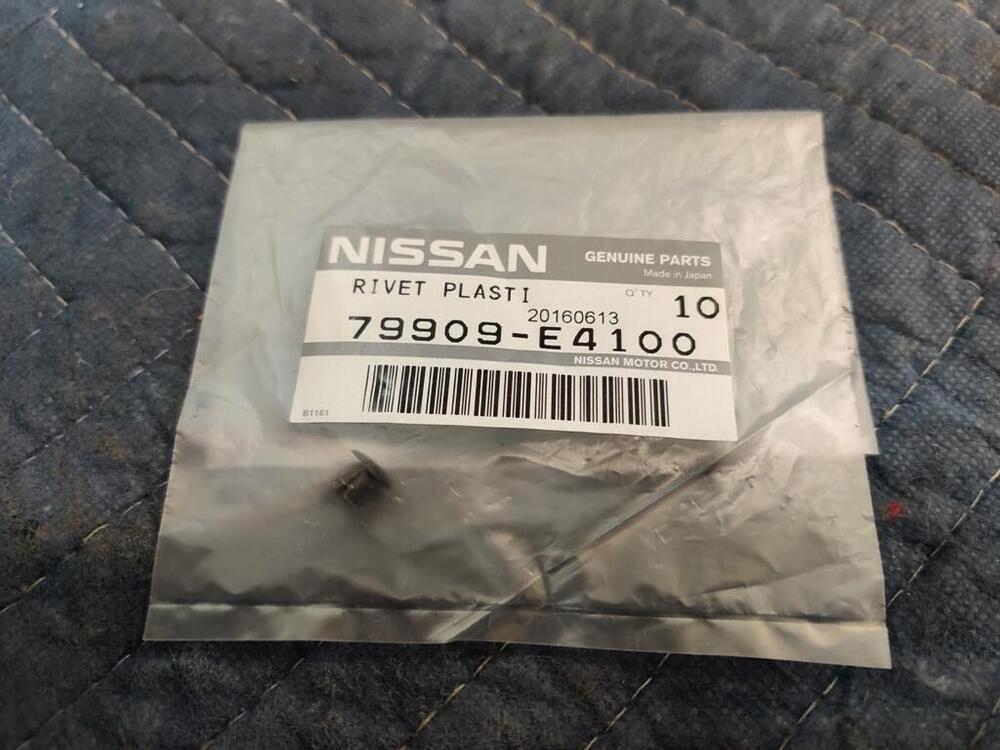 NISSAN GENUINE PARTS
Made in Japan
RIVET PLASTI Q'TY 10
20160613
79909-E4100
NISSAN MOTOR CO.,LTD.
B1161